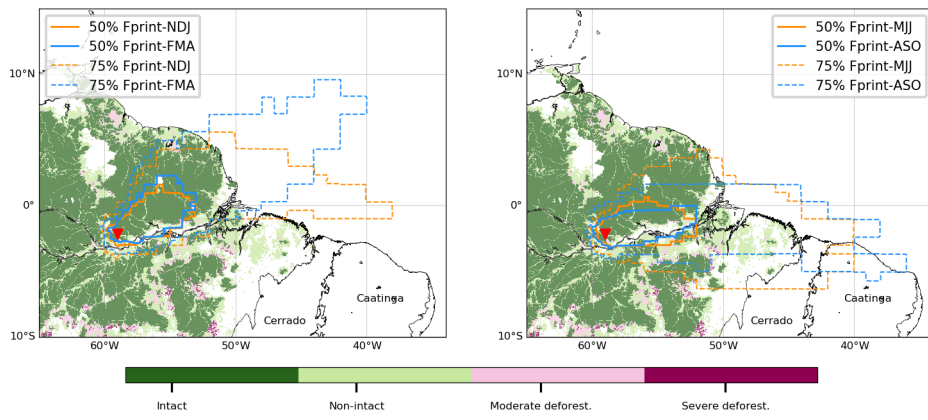 50% Fprint-NDJ
50% Fprint-FMA
75% Fprint-NDJ
75% Fprint-FMA
10°N
0°
10°S
60°W
50°W
40°W
Caatinga
Cerrado
50% Fprint-MJJ
50% Fprint-ASO
75% Fprint-MJJ
75% Fprint-ASO
10°N
0°
10°S
60°W
50°W
40°W
Caatinga
Cerrado
Intact
Non-intact
Moderate deforest.
Severe deforest.